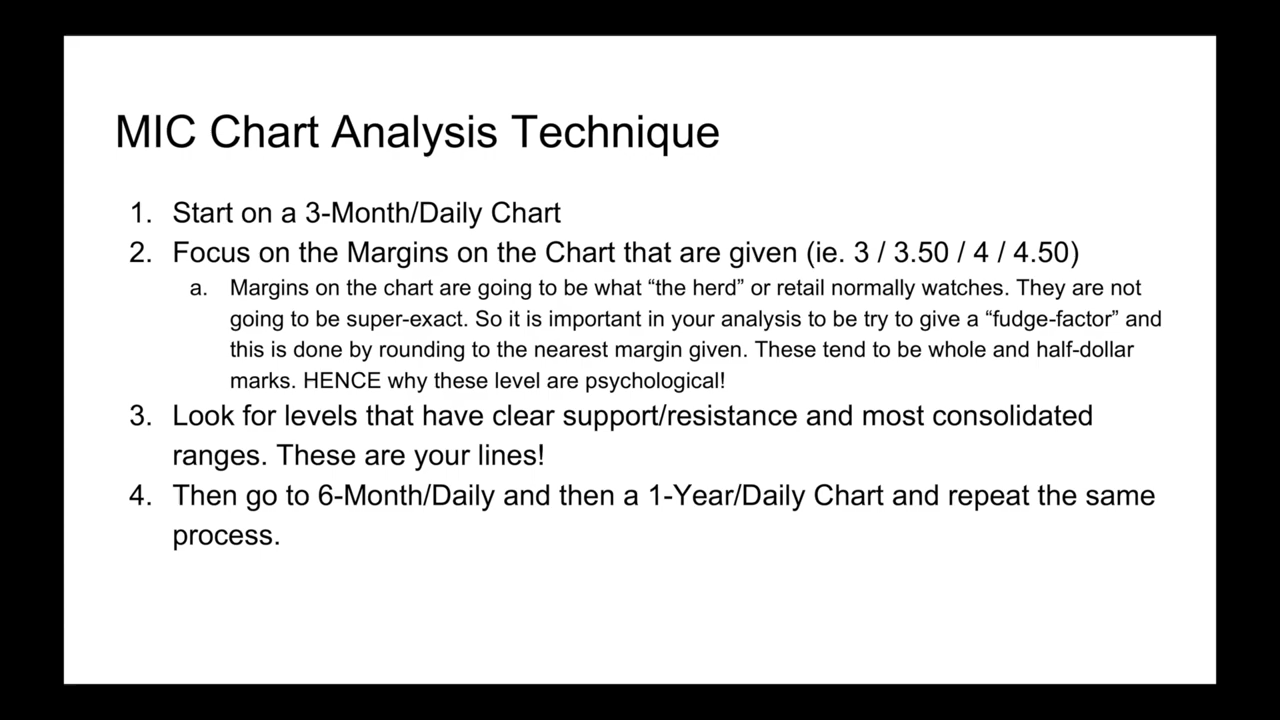 MIC Chart Analysis Technique
1. Start on a 3-Month/Daily Chart
2. Focus on the Margins on the Chart that are given (ie. 3 / 3.50 / 4 / 4.50)
a. Margins on the chart are going to be what “the herd” or retail normally watches. They are not
going to be super-exact. So it is important in your analysis to be try to give a “fudge-factor” and
this is done by rounding to the nearest margin given. These tend to be whole and half-dollar
marks. HENCE why these level are psychological!
3. Look for levels that have clear support/resistance and most consolidated
ranges. These are your lines!
4. Then go to 6-Month/Daily and then a 1-Year/Daily Chart and repeat the same
process.